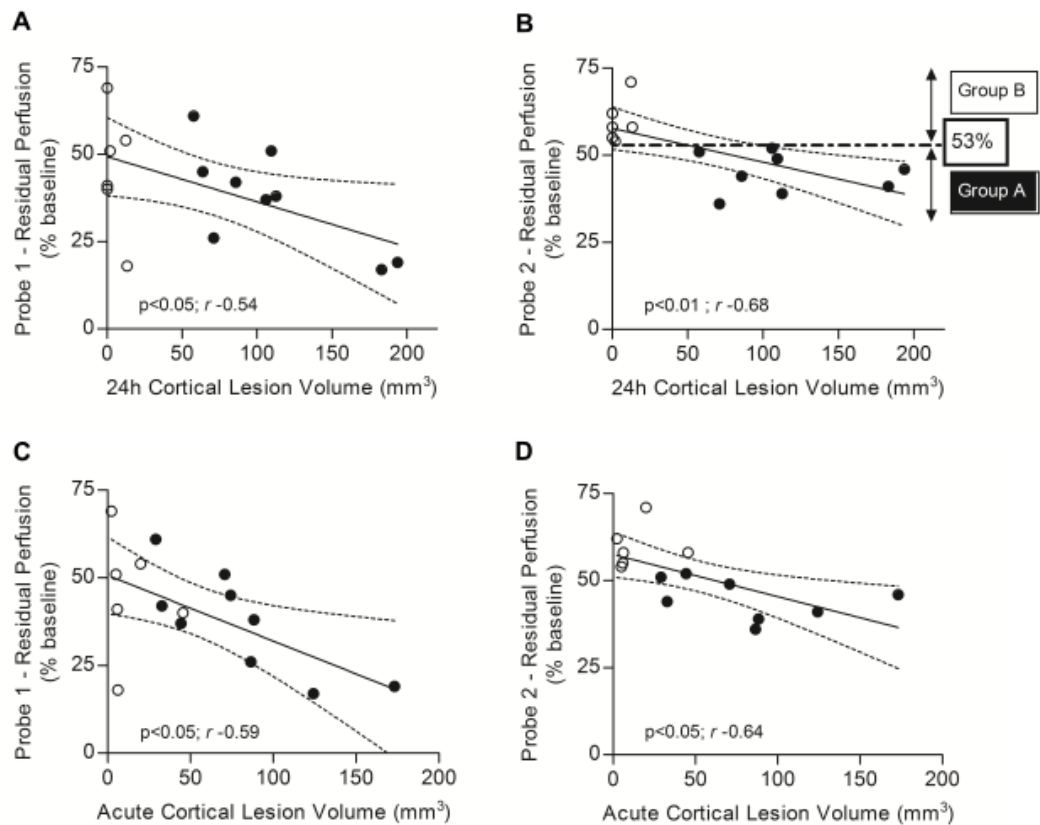 A
Probe 1 - Residual Perfusion
(% baseline)
75
50
25
0
p<0.05; r -0.54
0 50 100 150 200
24h Cortical Lesion Volume (mm³)
B
Probe 2 - Residual Perfusion
(% baseline)
75
50
25
0
Group B
53%
Group A
p<0.01 ; r -0.68
0 50 100 150 200
24h Cortical Lesion Volume (mm³)
C
Probe 1 - Residual Perfusion
(% baseline)
75
50
25
0
p<0.05; r -0.59
0 50 100 150 200
Acute Cortical Lesion Volume (mm³)
D
Probe 2 - Residual Perfusion
(% baseline)
75
50
25
0
p<0.05; r -0.64
0 50 100 150 200
Acute Cortical Lesion Volume (mm³)